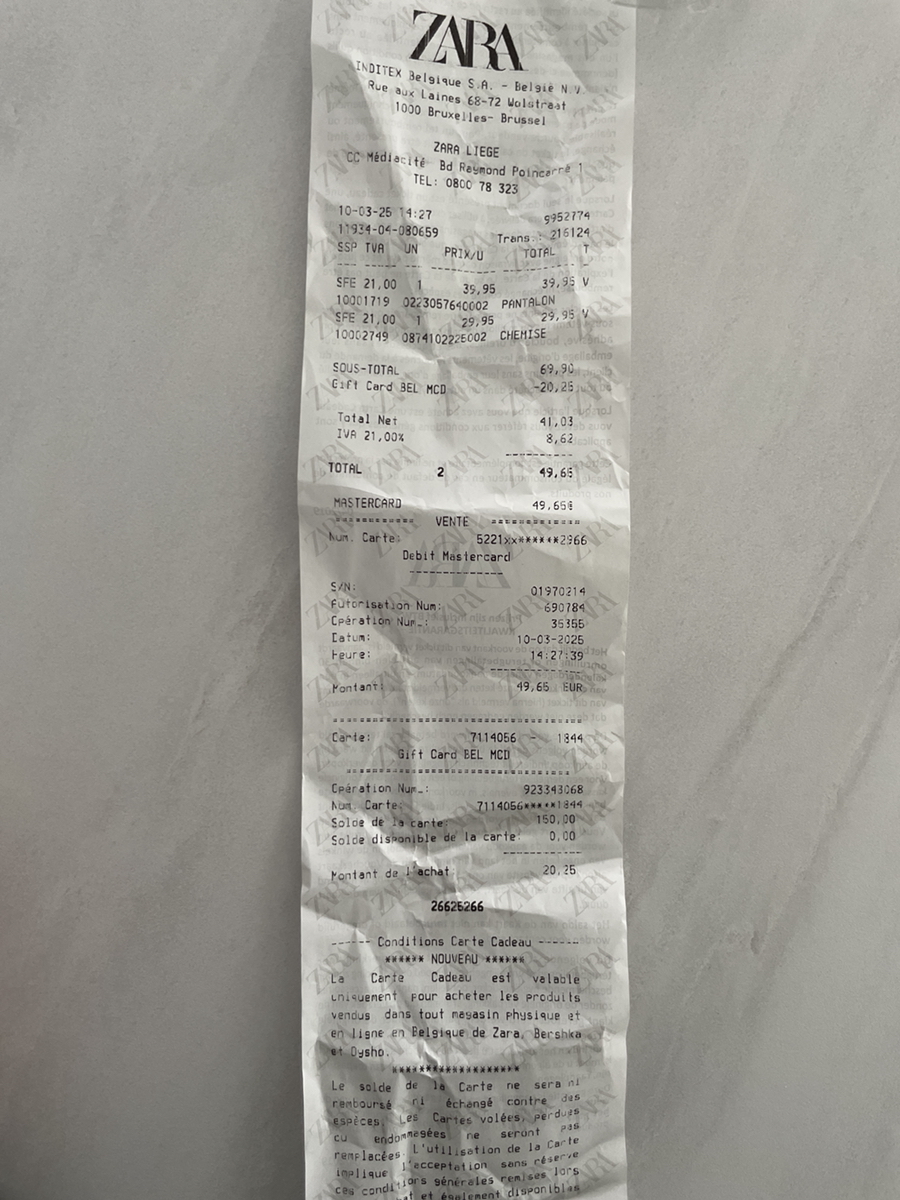 ZARA
INDITEX Belgique S.A. - België N.V.
Rue aux Laines 68-72 Wolstraat
1000 Bruxelles- Brussel
ZARA LIEGE
CC Médiacité Bd Raymond Poincarré 1
TEL: 0800 78 323
10-03-25 14:27 9952774
11934-04-080659 Trans.: 216124
SSP TVA UN PRIX/U TOTAL T
SFE 21,00 1 39,95 39,95 V
10001719 0223057640002 PANTALON
SFE 21,00 1 29,95 29,95 V
10002749 0874102225002 CHEMISE
SOUS-TOTAL 69,90
Gift Card BEL MCD -20,25
Total Net 41,03
IVA 21,00% 8,62
TOTAL 2 49,65
MASTERCARD 49,65€
=========== VENTE ===========
Num. Carte: 5221xx******2966
Debit Mastercard
S/N: 01970214
Autorisation Num: 690784
Opération Num.: 35355
Datum: 10-03-2025
Heure: 14:27:39
Montant: 49,65 EUR
Carte: 7114056 - 1844
Gift Card BEL MCD
Opération Num.: 923343068
Num. Carte: 7114056*****1844
Solde de la carte: 150,00
Solde disponible de la carte: 0,00
Montant de l'achat: 20,25
26625266
------ Conditions Carte Cadeau ------
****** NOUVEAU ******
La Carte Cadeau est valable
uniquement pour acheter les produits
vendus dans tout magasin physique et
en ligne en Belgique de Zara, Bershka
et Oysho.
*******************
Le solde de la Carte ne sera ni
remboursé ni échangé contre des
espèces. Les Cartes volées, perdues
ou endommagées ne seront pas
remplacées. L'utilisation de la Carte
implique l'acceptation sans réserve
des conditions générales remises lors
et également disponibles